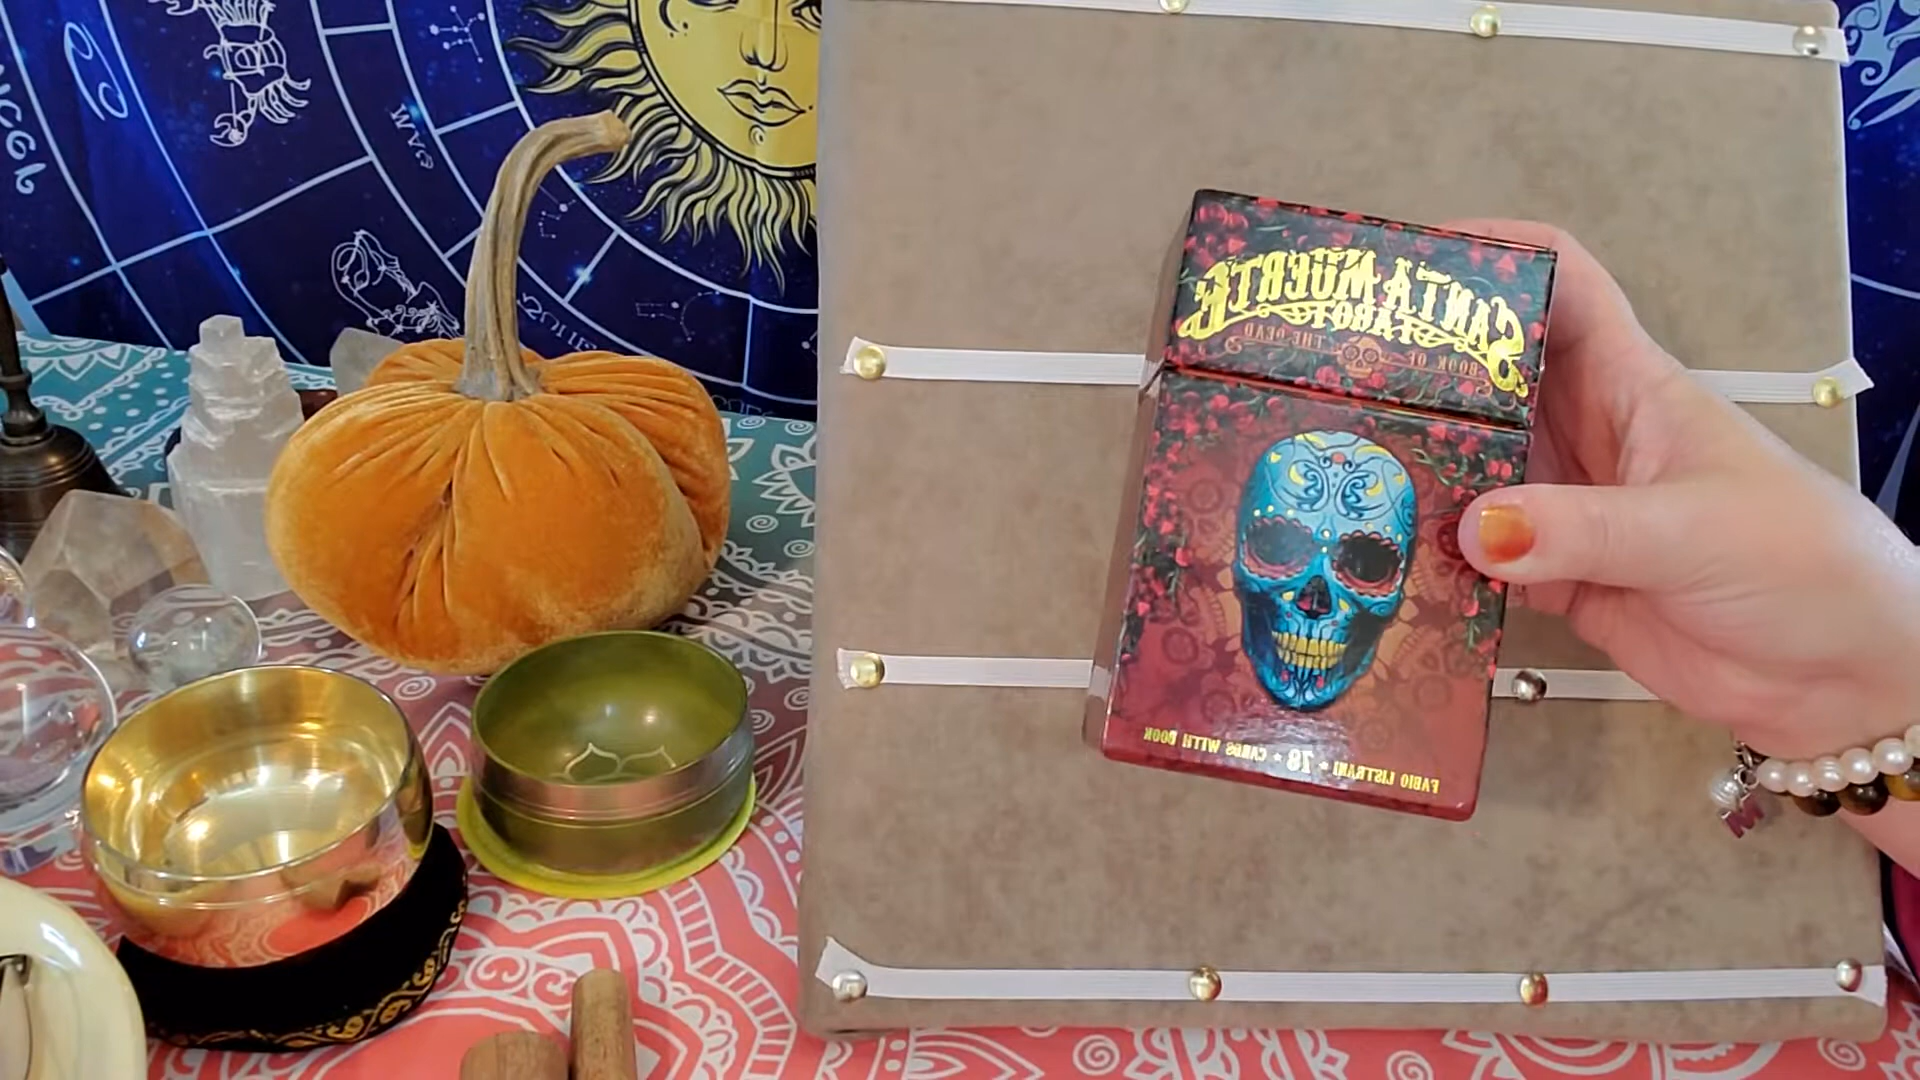 SANTA MUERTE
TAROT
BOOK OF THE DEAD
FABIO LISTRANI • 78 • CARDS WITH BOOK
M